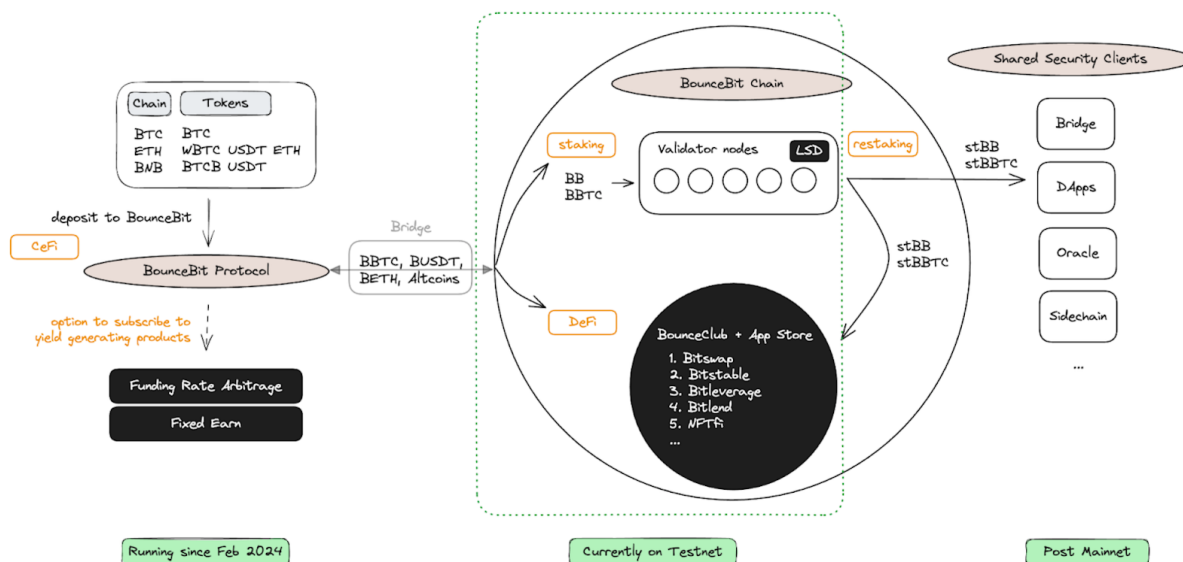 Chain Tokens
BTC BTC
ETH WBTC USDT ETH
BNB BTCB USDT
deposit to BounceBit
CeFi
BounceBit Protocol
option to subscribe to
yield generating products
Funding Rate Arbitrage
Fixed Earn
Running since Feb 2024
Bridge
BBTC, BUSDT,
BETH, Altcoins
BounceBit Chain
staking
BB
BBTC
Validator nodes LSD
restaking
stBB
stBBTC
stBB
stBBTC
DeFi
BounceClub + App Store
1. Bitswap
2. Bitstable
3. Bitleverage
4. Bitlend
5. NFTfi
...
Currently on Testnet
Shared Security Clients
Bridge
DApps
Oracle
Sidechain
...
Post Mainnet